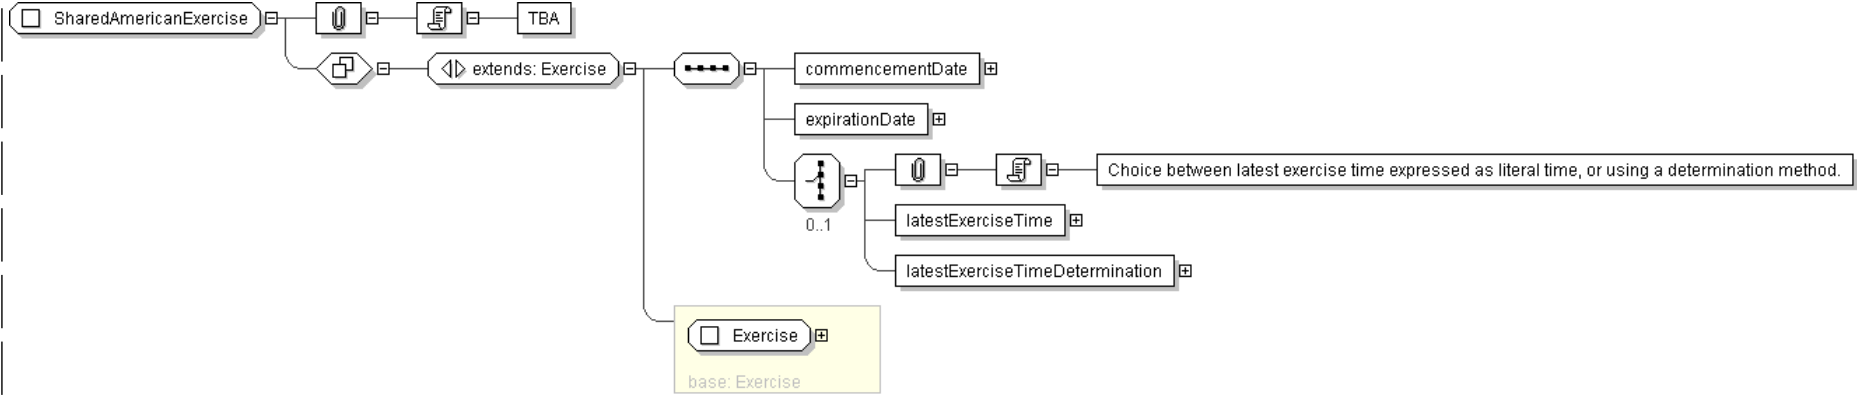 SharedAmericanExercise
TBA
extends: Exercise
commencementDate
expirationDate
Choice between latest exercise time expressed as literal time, or using a determination method.
0..1
latestExerciseTime
latestExerciseTimeDetermination
Exercise
base: Exercise